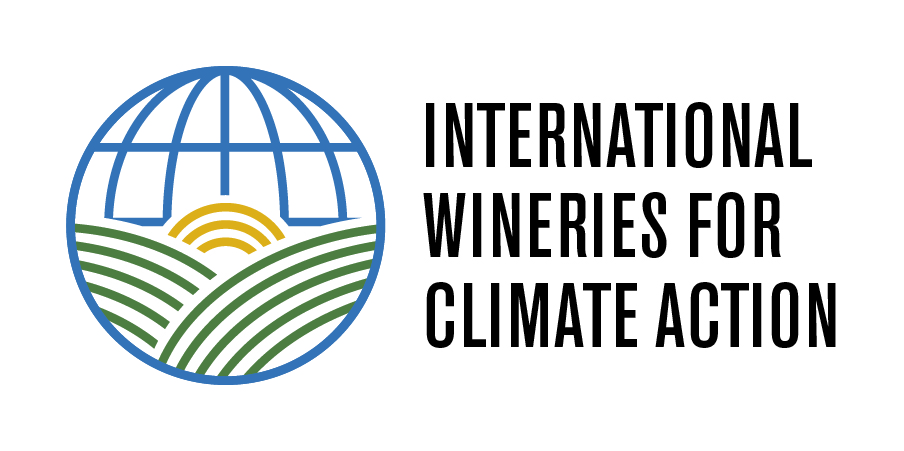 INTERNATIONAL
WINERIES FOR
CLIMATE ACTION